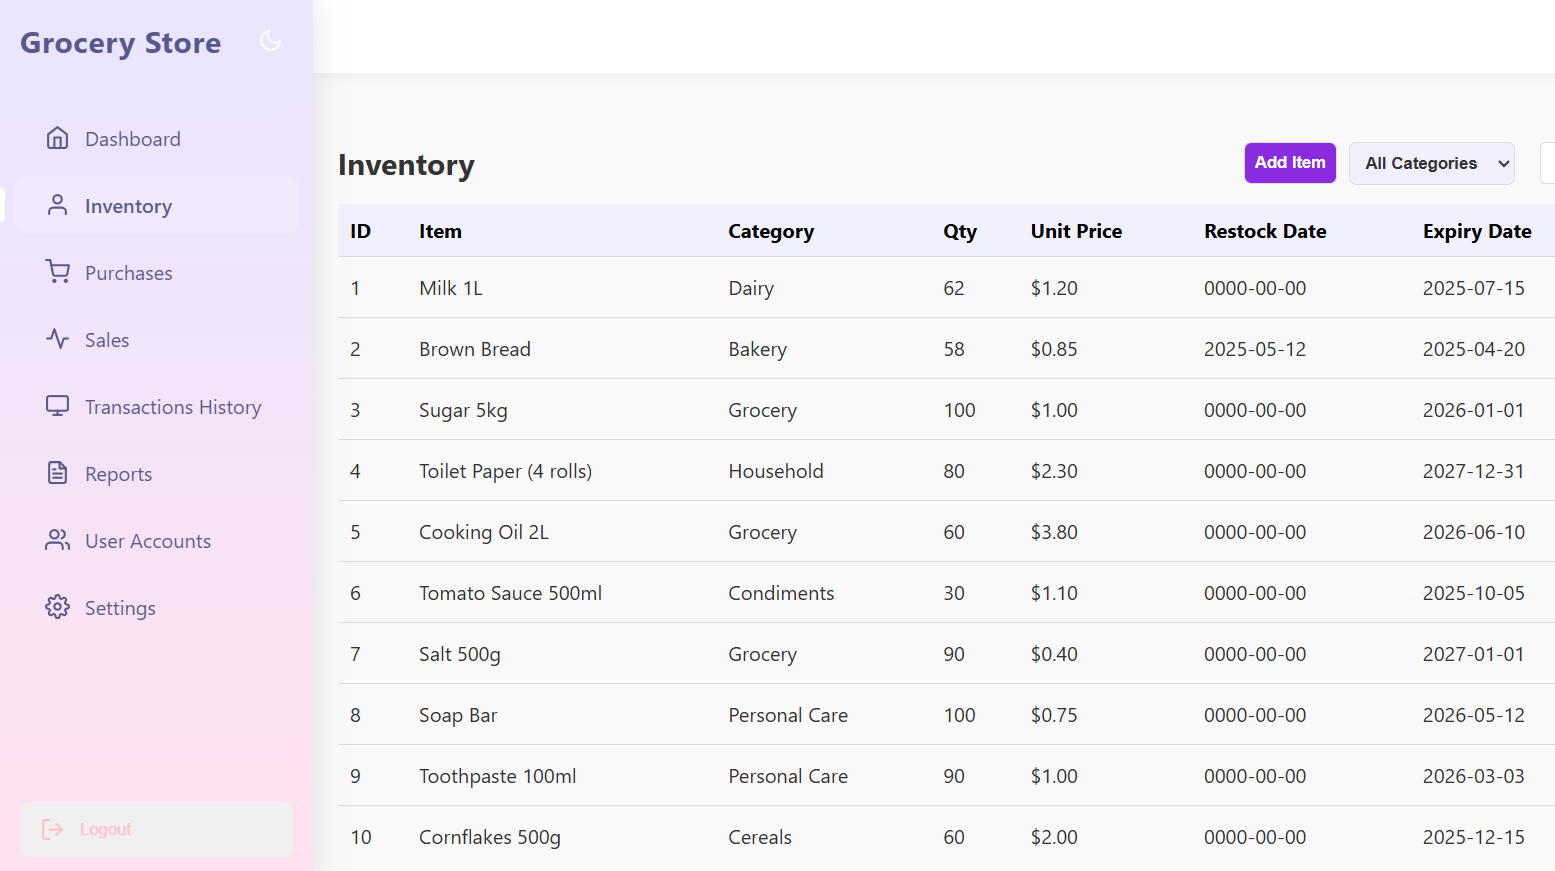 Grocery Store
Dashboard
Inventory
Purchases
Sales
Transactions History
Reports
User Accounts
Settings
Logout
Inventory
Add Item
All Categories
ID Item Category Qty Unit Price Restock Date Expiry Date
1 Milk 1L Dairy 62 $1.20 0000-00-00 2025-07-15
2 Brown Bread Bakery 58 $0.85 2025-05-12 2025-04-20
3 Sugar 5kg Grocery 100 $1.00 0000-00-00 2026-01-01
4 Toilet Paper (4 rolls) Household 80 $2.30 0000-00-00 2027-12-31
5 Cooking Oil 2L Grocery 60 $3.80 0000-00-00 2026-06-10
6 Tomato Sauce 500ml Condiments 30 $1.10 0000-00-00 2025-10-05
7 Salt 500g Grocery 90 $0.40 0000-00-00 2027-01-01
8 Soap Bar Personal Care 100 $0.75 0000-00-00 2026-05-12
9 Toothpaste 100ml Personal Care 90 $1.00 0000-00-00 2026-03-03
10 Cornflakes 500g Cereals 60 $2.00 0000-00-00 2025-12-15